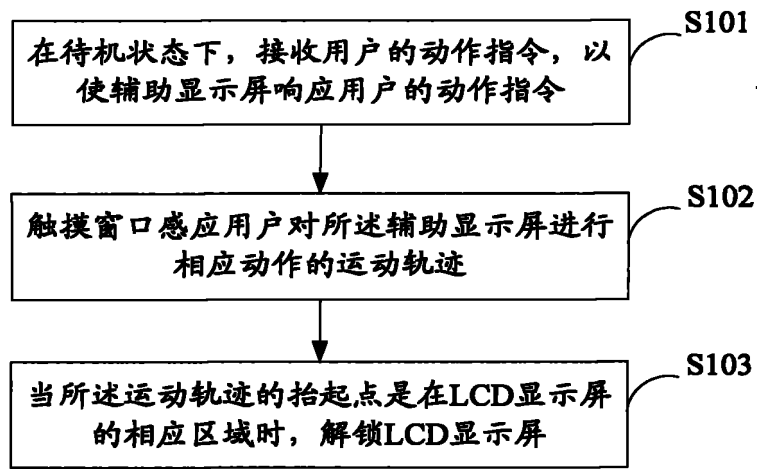 S101
在待机状态下，接收用户的动作指令，以
使辅助显示屏响应用户的动作指令
S102
触摸窗口感应用户对所述辅助显示屏进行
相应动作的运动轨迹
S103
当所述运动轨迹的抬起点是在LCD显示屏
的相应区域时，解锁LCD显示屏